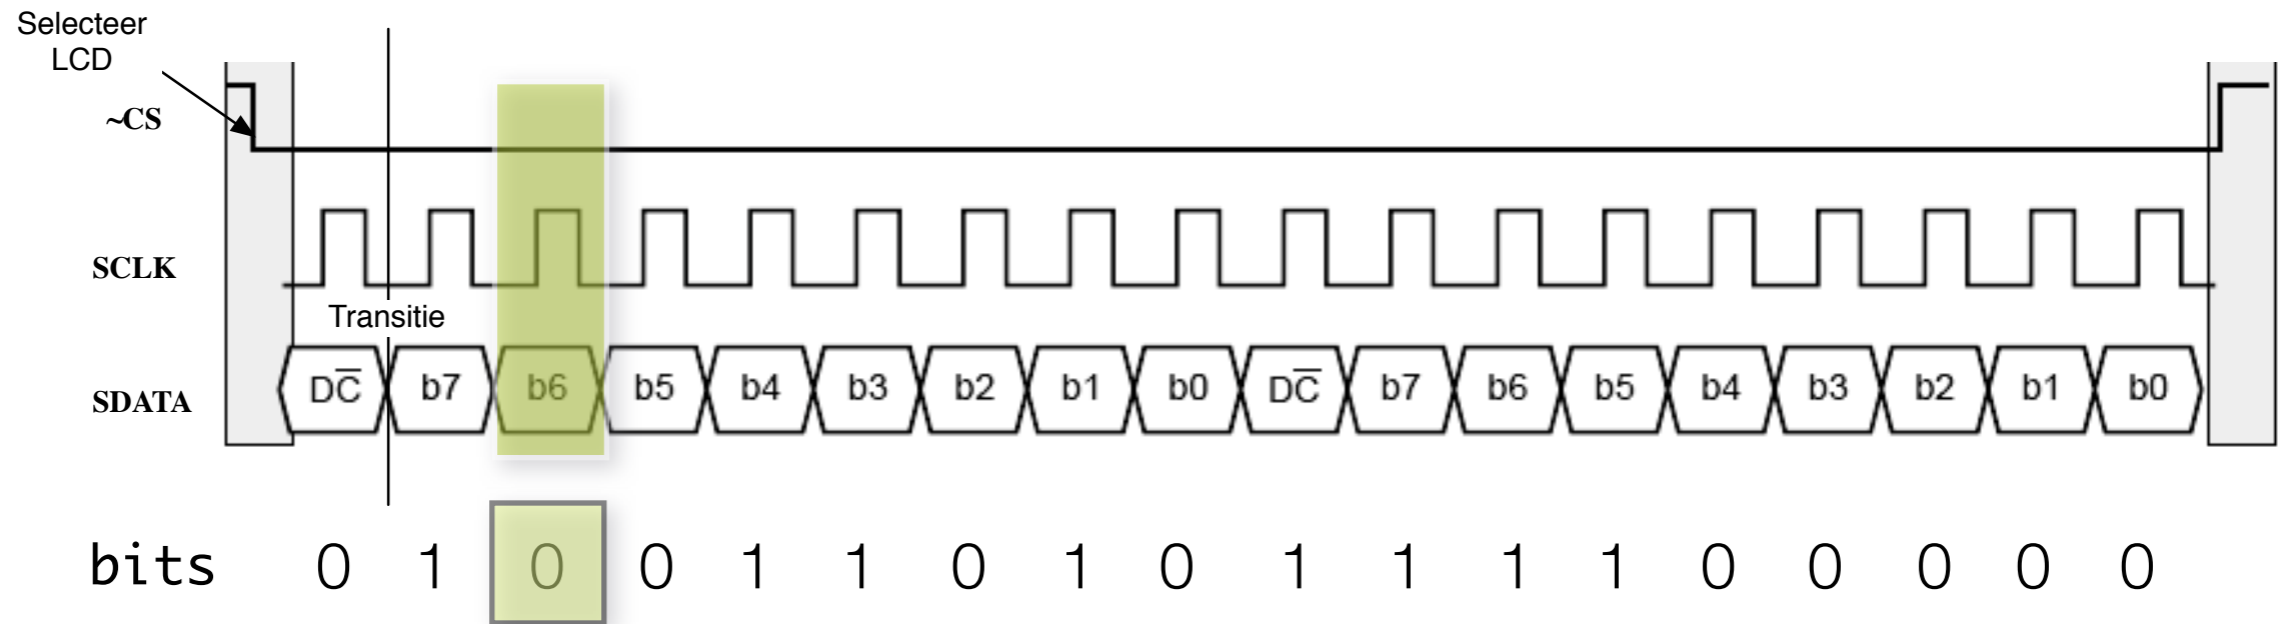 Selecteer
LCD
~CS
SCLK
Transitie
SDATA DC̅ b7 b6 b5 b4 b3 b2 b1 b0 DC̅ b7 b6 b5 b4 b3 b2 b1 b0
bits 0 1 0 0 1 1 0 1 0 1 1 1 1 0 0 0 0 0